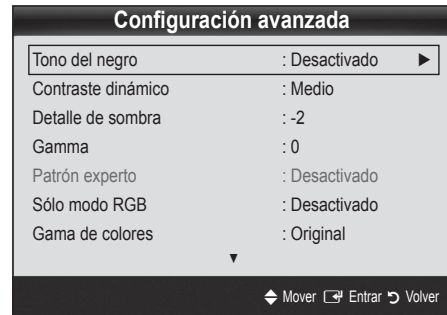 Configuración avanzada
Tono del negro : Desactivado ►
Contraste dinámico : Medio
Detalle de sombra : -2
Gamma : 0
Patrón experto : Desactivado
Sólo modo RGB : Desactivado
Gama de colores : Original
▼
Mover Entrar Volver